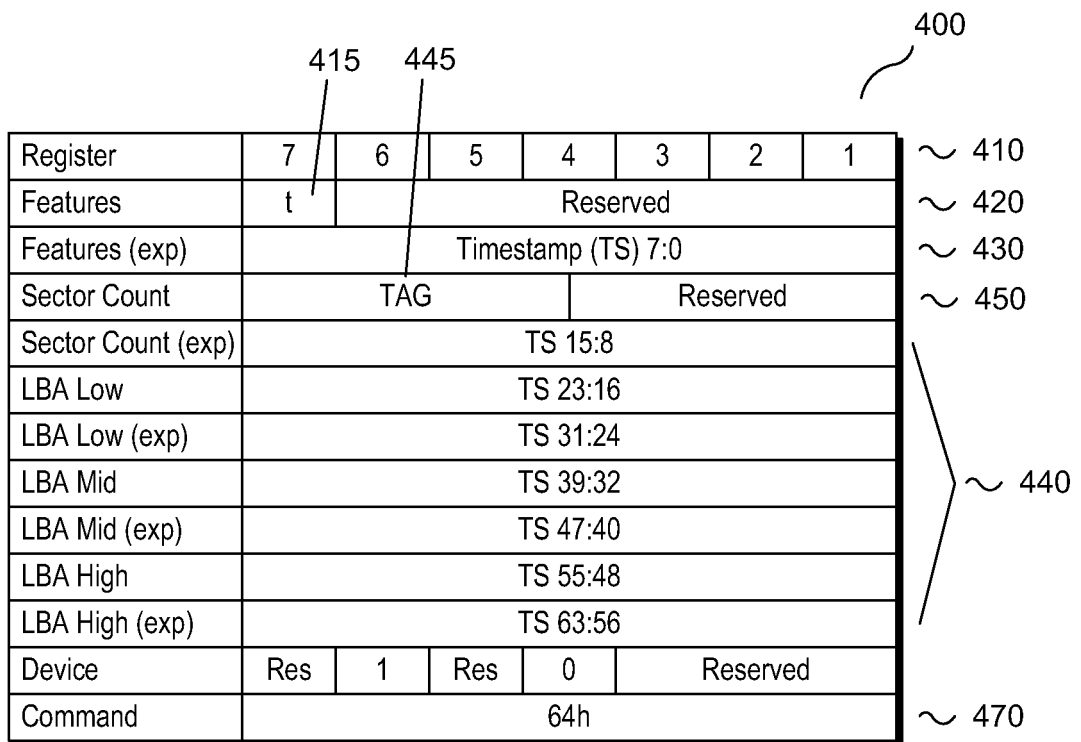 400
415 445
Register 7 6 5 4 3 2 1 410
Features t Reserved 420
Features (exp) Timestamp (TS) 7:0 430
Sector Count TAG Reserved 450
Sector Count (exp) TS 15:8
LBA Low TS 23:16
LBA Low (exp) TS 31:24
LBA Mid TS 39:32 440
LBA Mid (exp) TS 47:40
LBA High TS 55:48
LBA High (exp) TS 63:56
Device Res 1 Res 0 Reserved
Command 64h 470